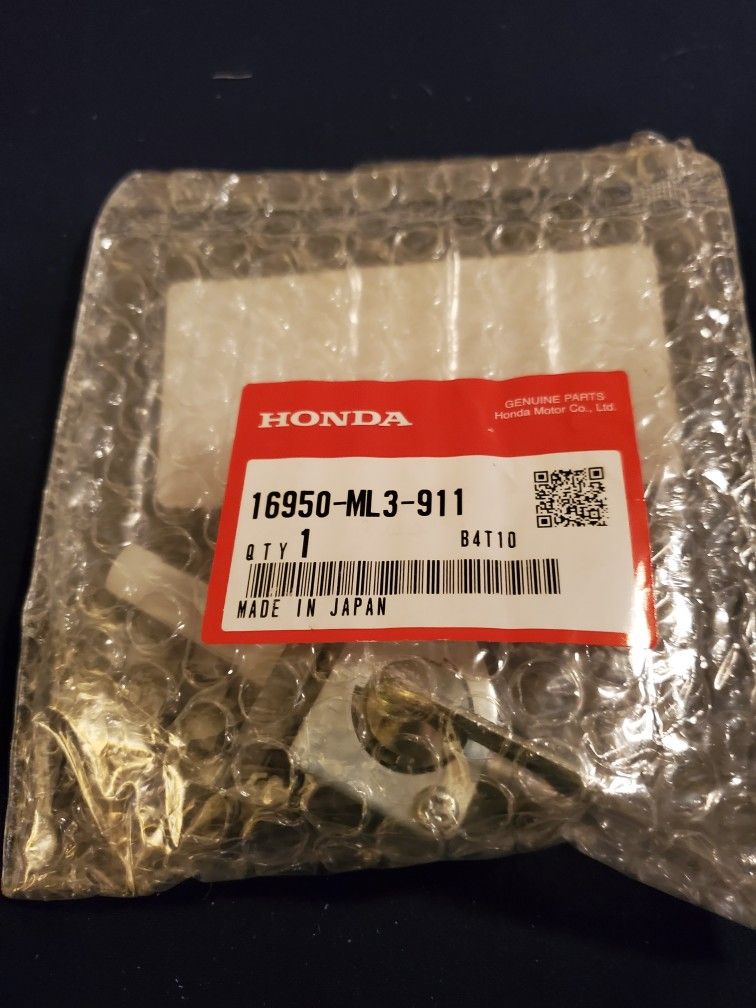 HONDA
GENUINE PARTS
Honda Motor Co., Ltd.
16950-ML3-911
QTY 1 B4T10
MADE IN JAPAN